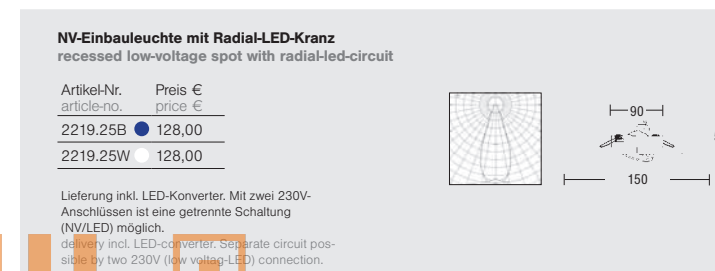 NV-Einbauleuchte mit Radial-LED-Kranz
recessed low-voltage spot with radial-led-circuit
Artikel-Nr. Preis €
article-no. price €
2219.25B 128,00
2219.25W 128,00
90
150
Lieferung inkl. LED-Konverter. Mit zwei 230V-
Anschlüssen ist eine getrennte Schaltung
(NV/LED) möglich.
delivery incl. LED-converter. Separate circuit pos-
sible by two 230V (low voltag-LED) connection.